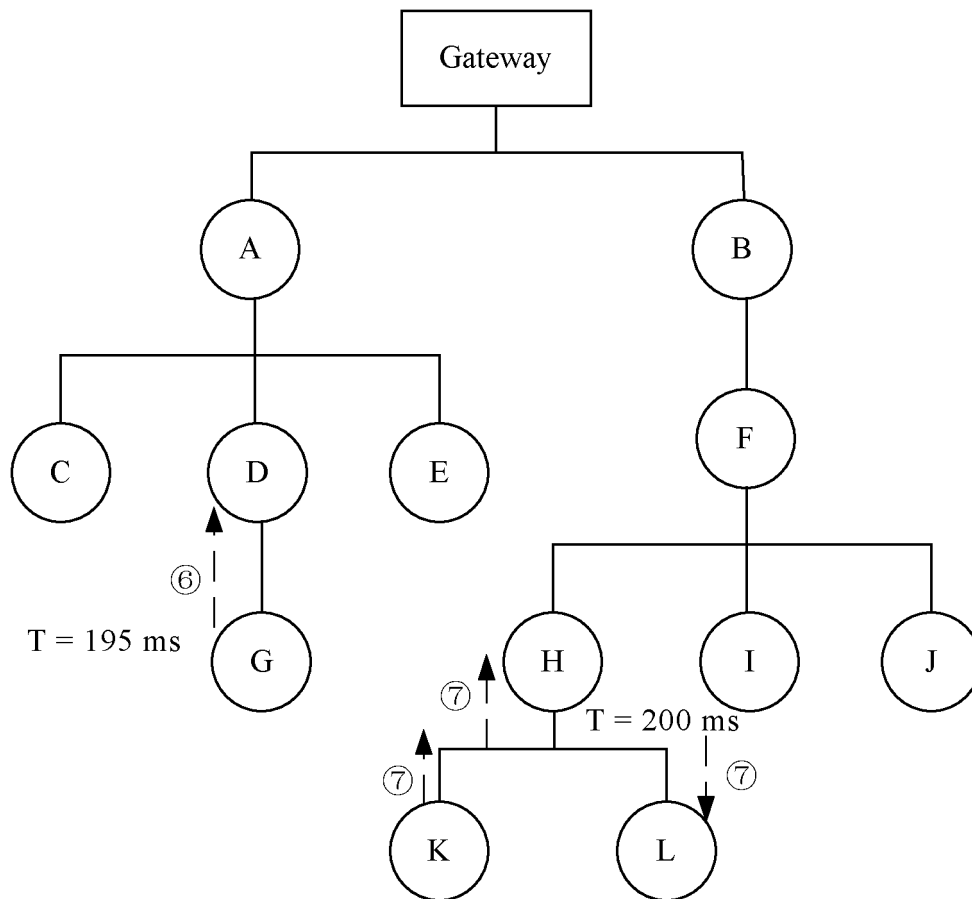 Gateway
A
B
C
D
E
F
⑥
T = 195 ms
G
H
I
J
⑦
T = 200 ms
⑦
⑦
K
L